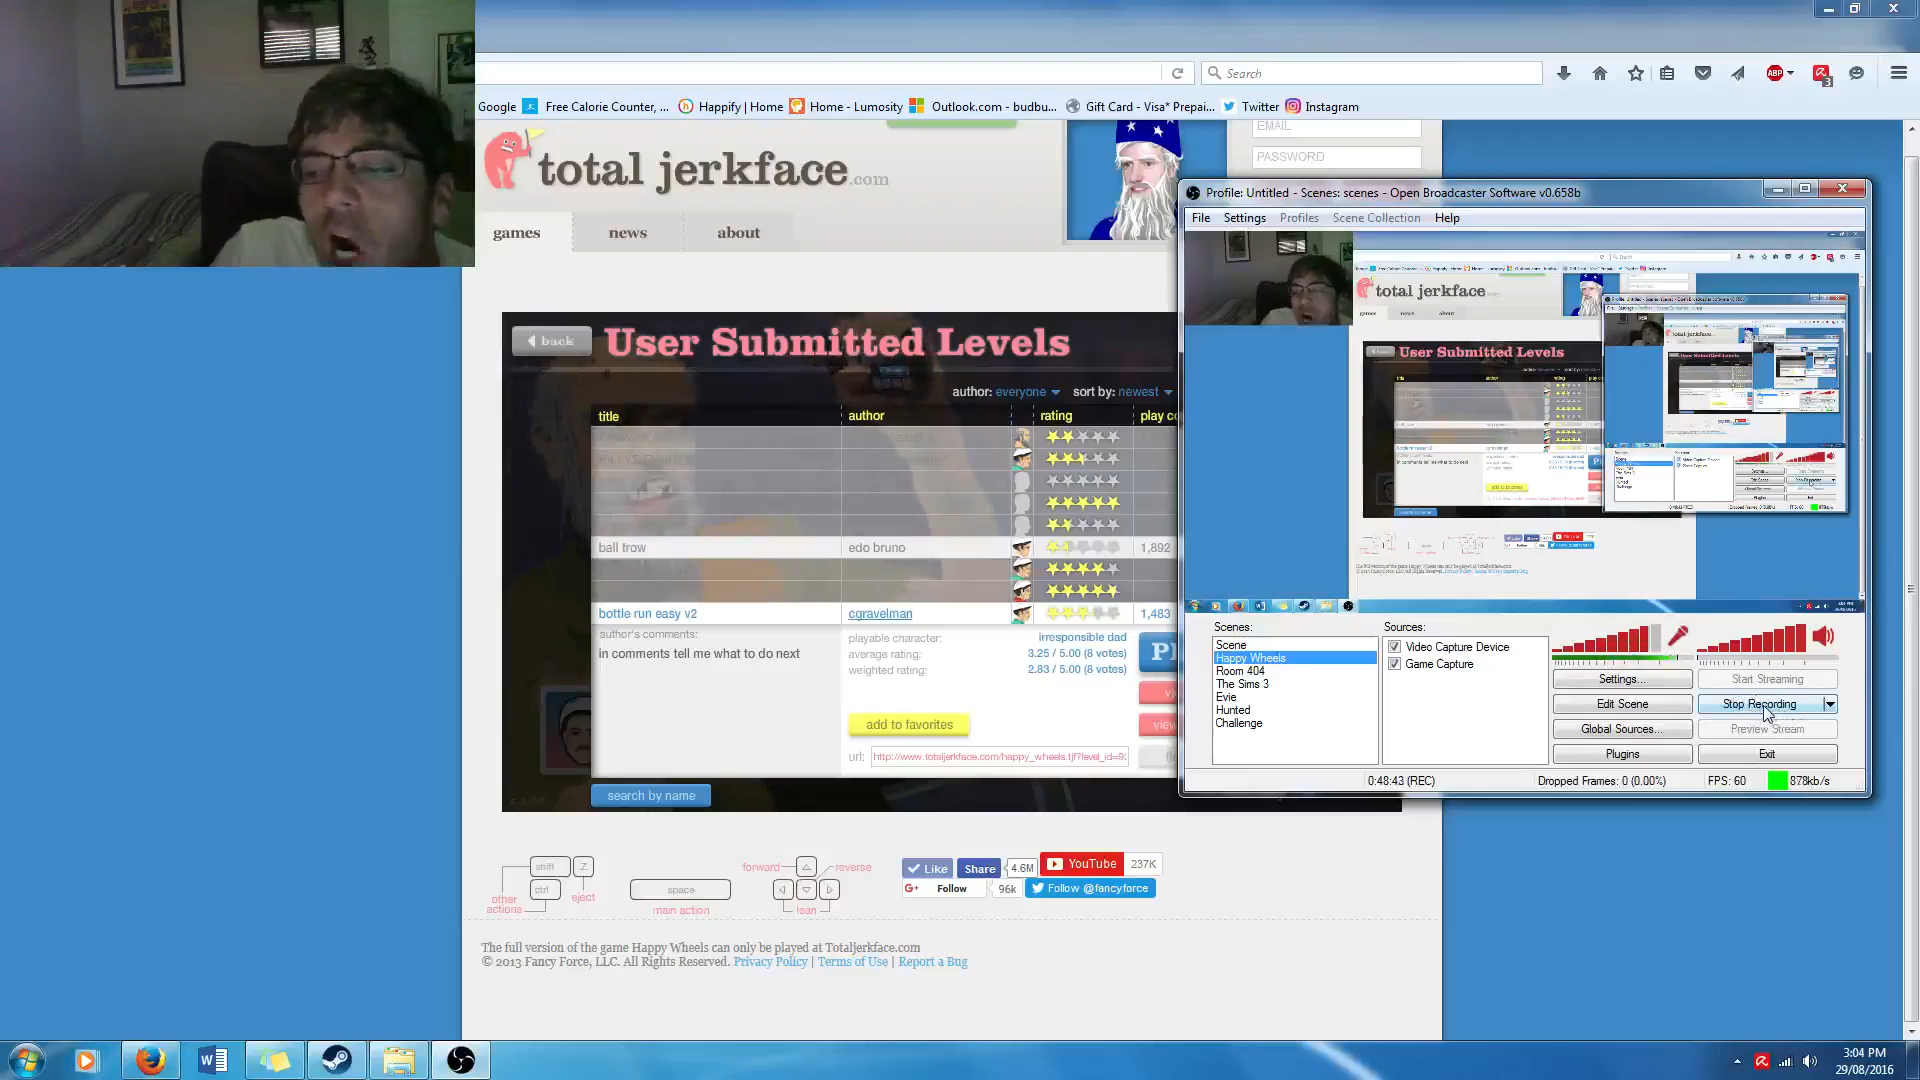 Search
ABP
3
Google
Free Calorie Counter, ...
Happify | Home
Home - Lumosity
Outlook.com - budbu...
Gift Card - Visa* Prepai...
Twitter
Instagram
EMAIL
PASSWORD
total jerkface.com
games
news
about
back
User Submitted Levels
author: everyone
sort by: newest
title
author
rating
ball trow
edo bruno
1,892
bottle run easy v2
cgravelman
1,483
author's comments:
in comments tell me what to do next
playable character: irresponsible dad
average rating: 3.25 / 5.00 (8 votes)
weighted rating: 2.83 / 5.00 (8 votes)
add to favorites
url:
search by name
shift
Z
ctrl
other
actions
eject
space
main action
forward
reverse
lean
Like
Share
4.6M
YouTube
237K
G+ Follow
96k
Follow @fancyforce
The full version of the game Happy Wheels can only be played at Totaljerkface.com
© 2013 Fancy Force, LLC. All Rights Reserved. Privacy Policy | Terms of Use | Report a Bug
Profile: Untitled - Scenes: scenes - Open Broadcaster Software v0.658b
File
Settings
Profiles
Scene Collection
Help
total jerkface
User Submitted Levels
Scenes:
Scene
Happy Wheels
Room 404
The Sims 3
Evie
Hunted
Challenge
Sources:
Video Capture Device
Game Capture
Settings...
Start Streaming
Edit Scene
Stop Recording
Global Sources...
Preview Stream
Plugins
Exit
0:48:43 (REC)
Dropped Frames: 0 (0.00%)
FPS: 60
878kb/s
3:04 PM
29/08/2016